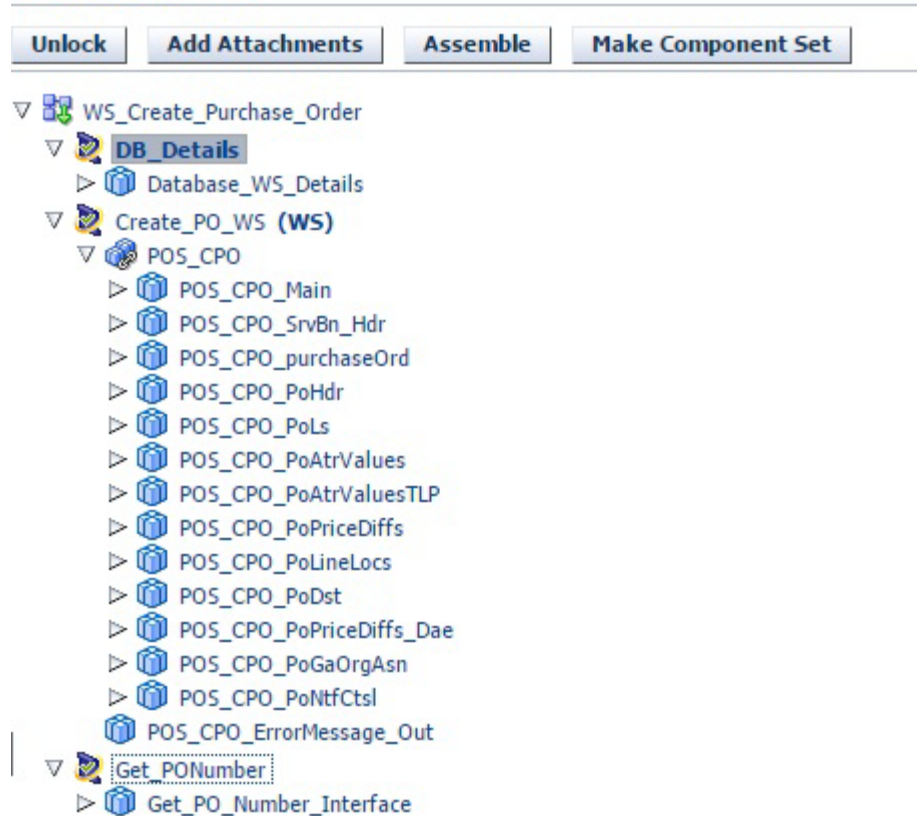 Unlock Add Attachments Assemble Make Component Set
WS_Create_Purchase_Order
DB_Details
Database_WS_Details
Create_PO_WS (WS)
POS_CPO
POS_CPO_Main
POS_CPO_SrvBn_Hdr
POS_CPO_purchaseOrd
POS_CPO_PoHdr
POS_CPO_PoLs
POS_CPO_PoAtrValues
POS_CPO_PoAtrValuesTLP
POS_CPO_PoPriceDiffs
POS_CPO_PoLineLocs
POS_CPO_PoDst
POS_CPO_PoPriceDiffs_Dae
POS_CPO_PoGaOrgAsn
POS_CPO_PoNtfCtsl
POS_CPO_ErrorMessage_Out
Get_PONumber
Get_PO_Number_Interface